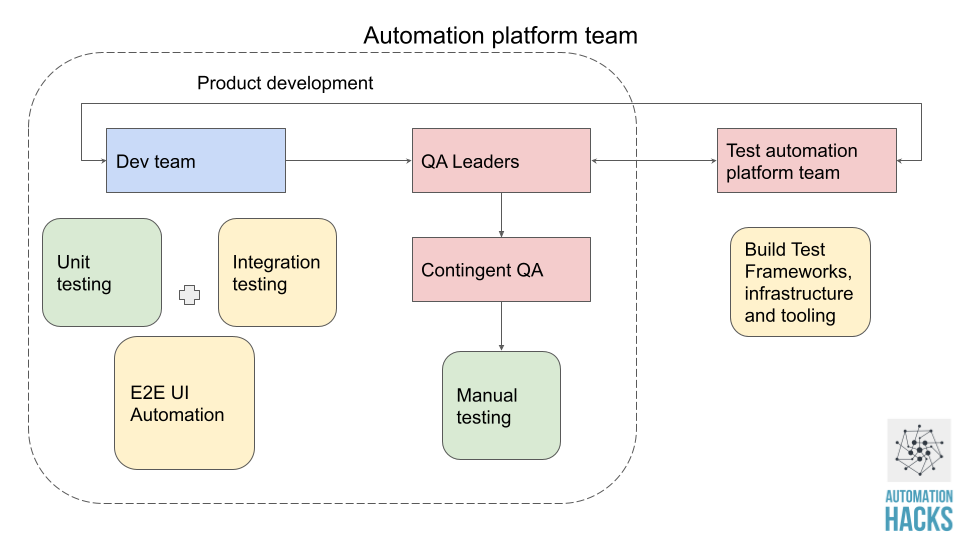 Automation platform team
Product development
Dev team
QA Leaders
Test automation
platform team
Unit
testing
Integration
testing
Contingent QA
Build Test
Frameworks,
infrastructure
and tooling
E2E UI
Automation
Manual
testing
AUTOMATION
HACKS